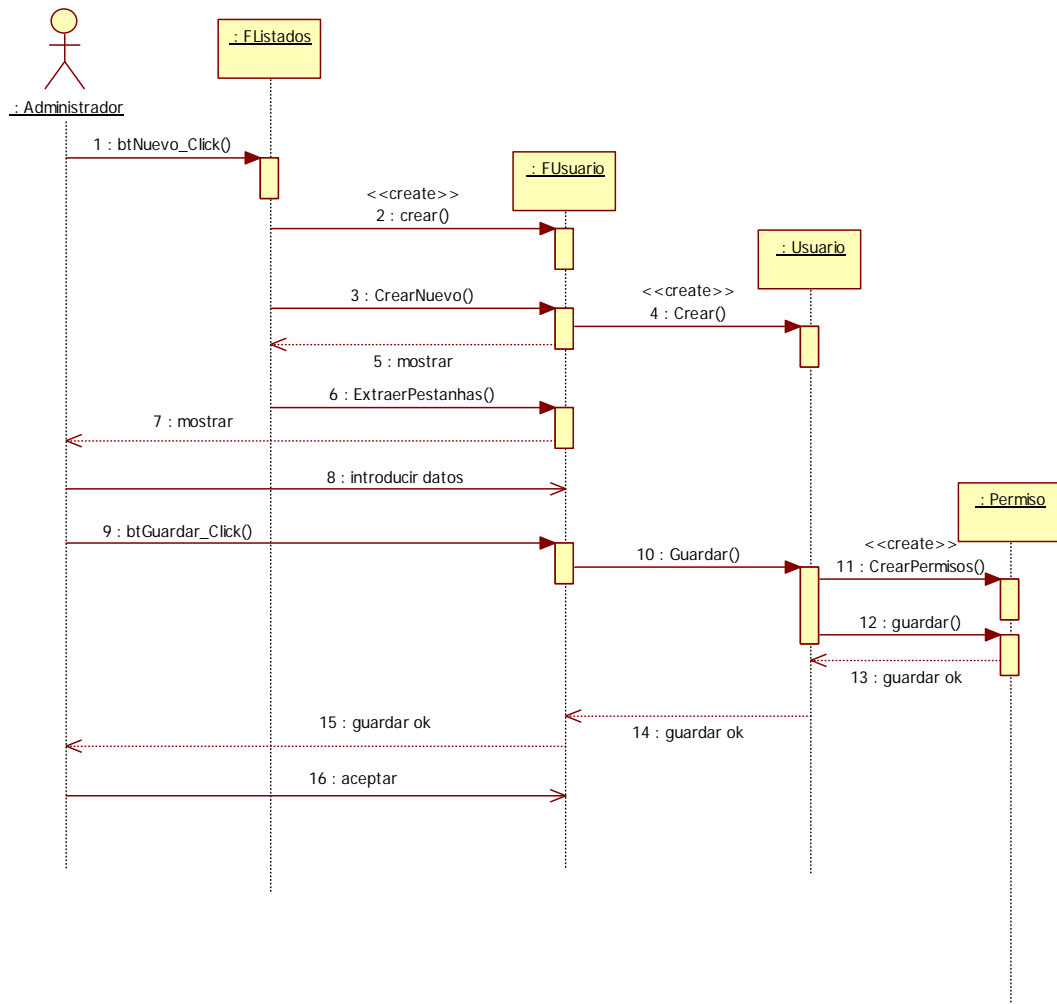 : FListados
: Administrador
1 : btNuevo_Click()
: FUsuario
<<create>>
2 : crear()
: Usuario
3 : CrearNuevo()
<<create>>
4 : Crear()
5 : mostrar
6 : ExtraerPestanhas()
7 : mostrar
8 : introducir datos
: Permiso
9 : btGuardar_Click()
10 : Guardar()
<<create>>
11 : CrearPermisos()
12 : guardar()
13 : guardar ok
14 : guardar ok
15 : guardar ok
16 : aceptar